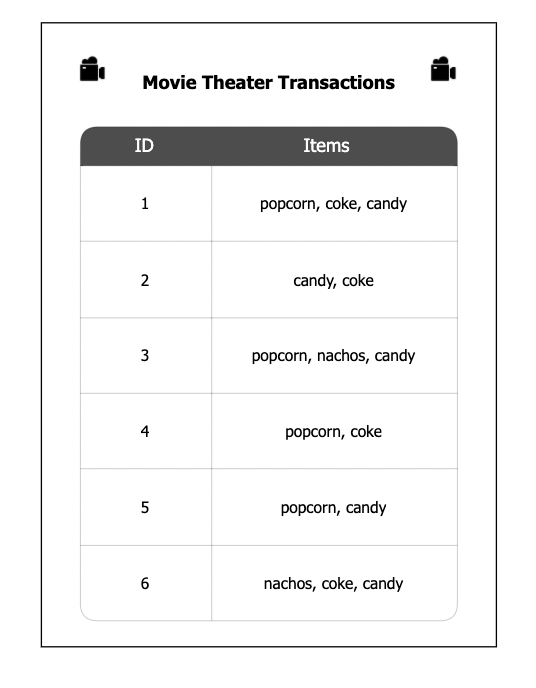 Movie Theater Transactions
ID Items
1 popcorn, coke, candy
2 candy, coke
3 popcorn, nachos, candy
4 popcorn, coke
5 popcorn, candy
6 nachos, coke, candy